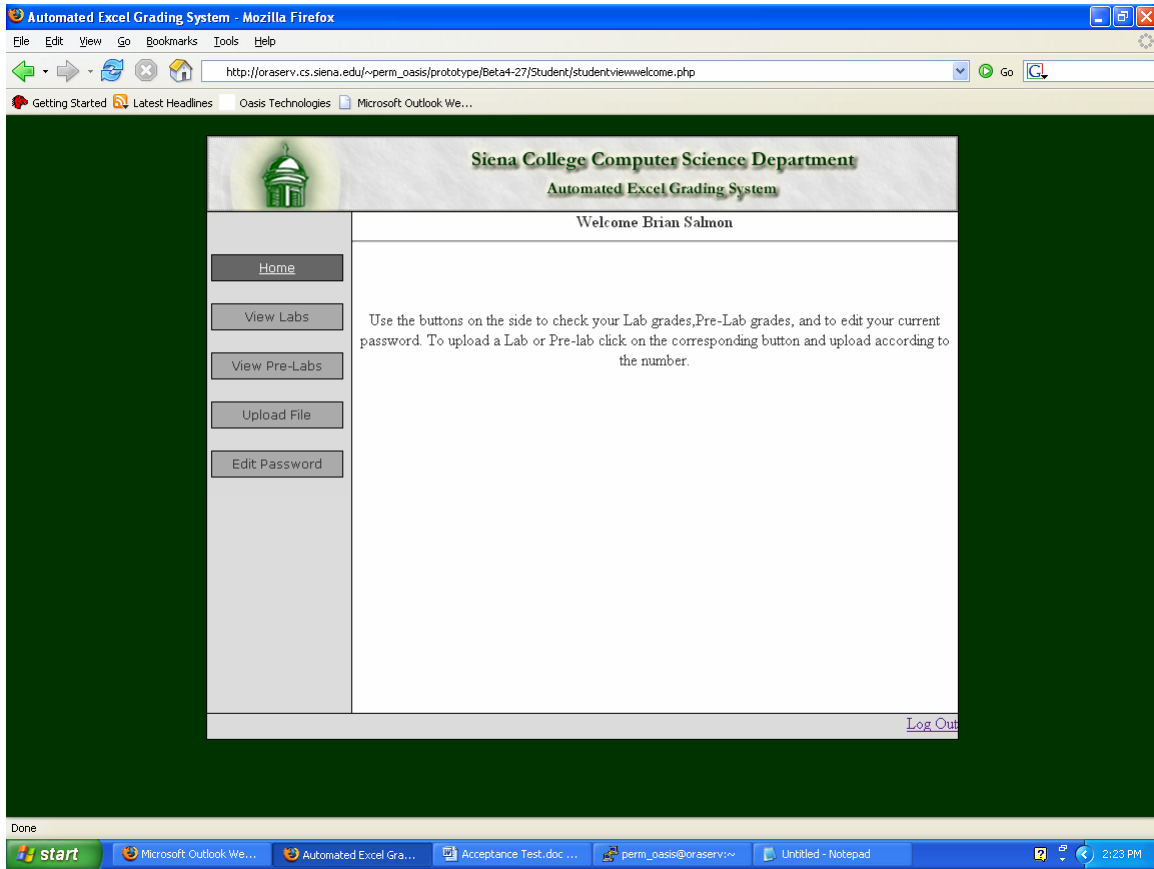 Automated Excel Grading System - Mozilla Firefox
File Edit View Go Bookmarks Tools Help
http://oraserv.cs.siena.edu/~perm_oasis/prototype/Beta4-27/Student/studentviewwelcome.php Go G
Getting Started Latest Headlines Oasis Technologies Microsoft Outlook We...
Siena College Computer Science Department
Automated Excel Grading System
Welcome Brian Salmon
Home
View Labs
View Pre-Labs
Upload File
Edit Password
Use the buttons on the side to check your Lab grades,Pre-Lab grades, and to edit your current
password. To upload a Lab or Pre-lab click on the corresponding button and upload according to
the number.
Log Out
Done
start Microsoft Outlook We... Automated Excel Gra... Acceptance Test.doc ... perm_oasis@oraserv:~ Untitled - Notepad 2:23 PM